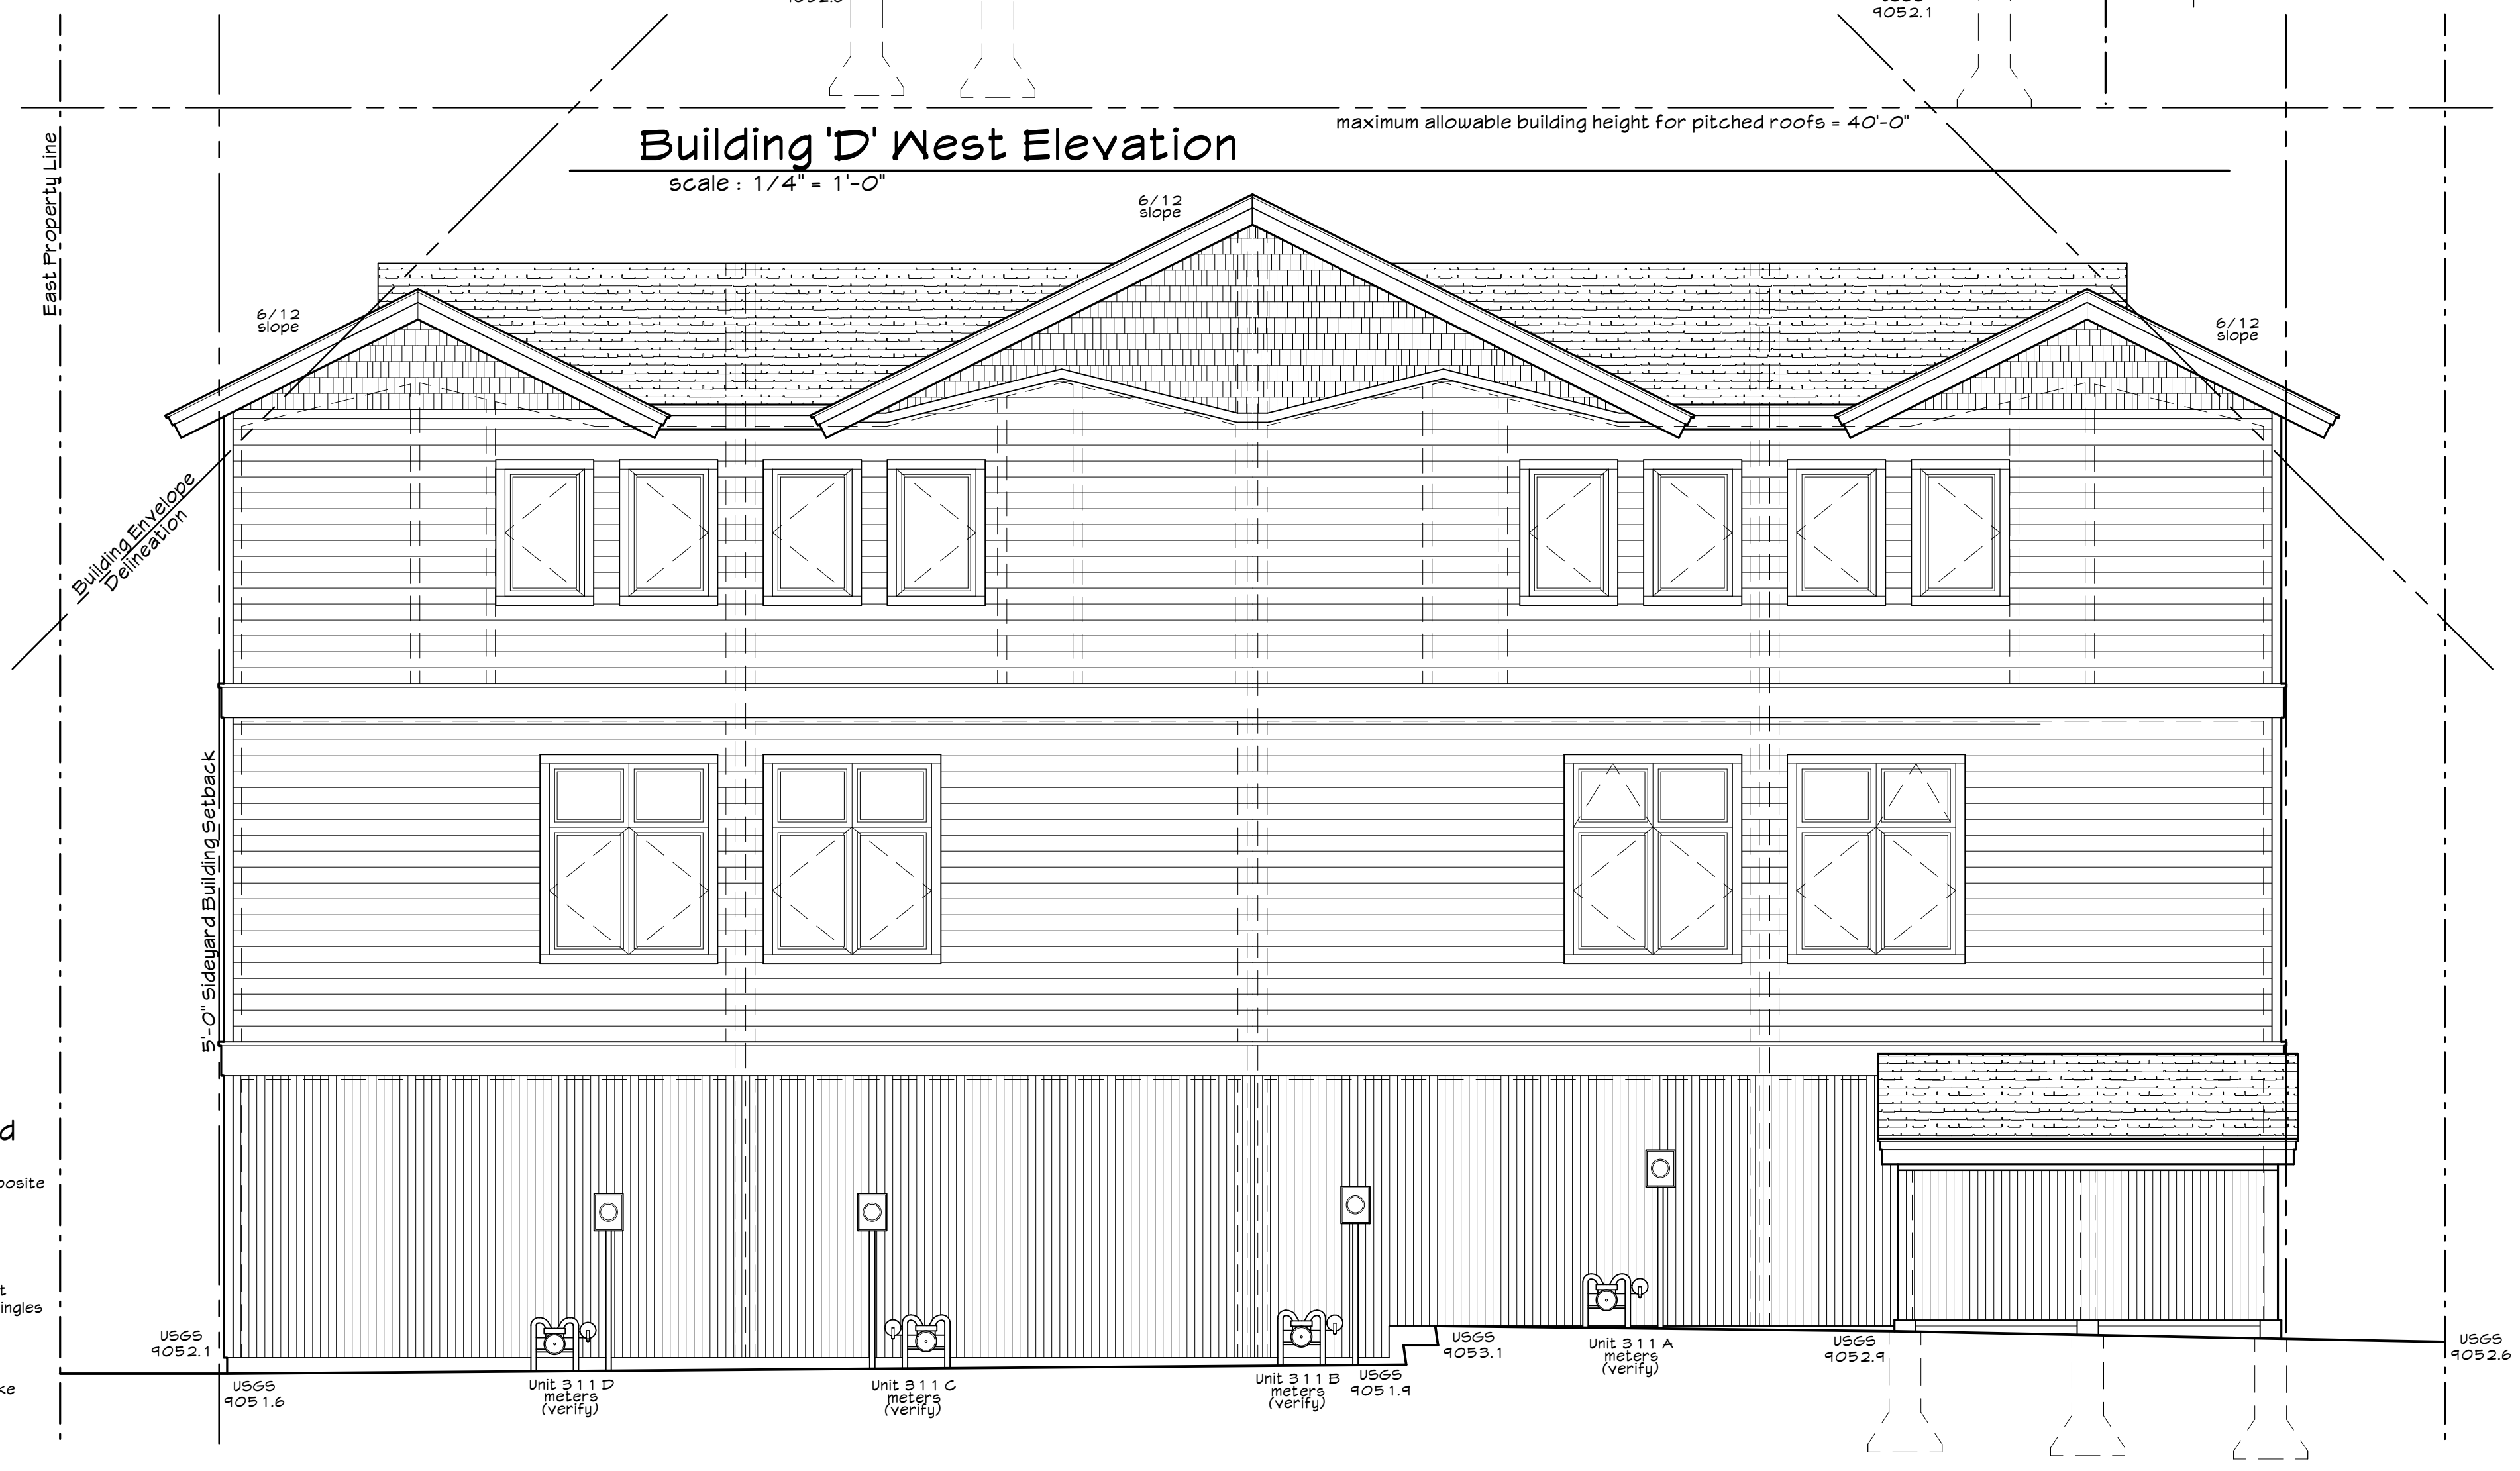 9052.1
maximum allowable building height for pitched roofs = 40'-0"
Building 'D' West Elevation
scale : 1/4" = 1'-0"
East Property Line
6/12
slope
6/12
slope
6/12
slope
Building Envelope
Delineation
5'-0" Sideyard Building Setback
d
posite
t
ingles
ke
USGS
9052.1
USGS
9051.6
Unit 311 D
meters
(verify)
Unit 311 C
meters
(verify)
Unit 311 B
meters
(verify)
USGS
9051.9
USGS
9053.1
Unit 311 A
meters
(verify)
USGS
9052.9
USGS
9052.6